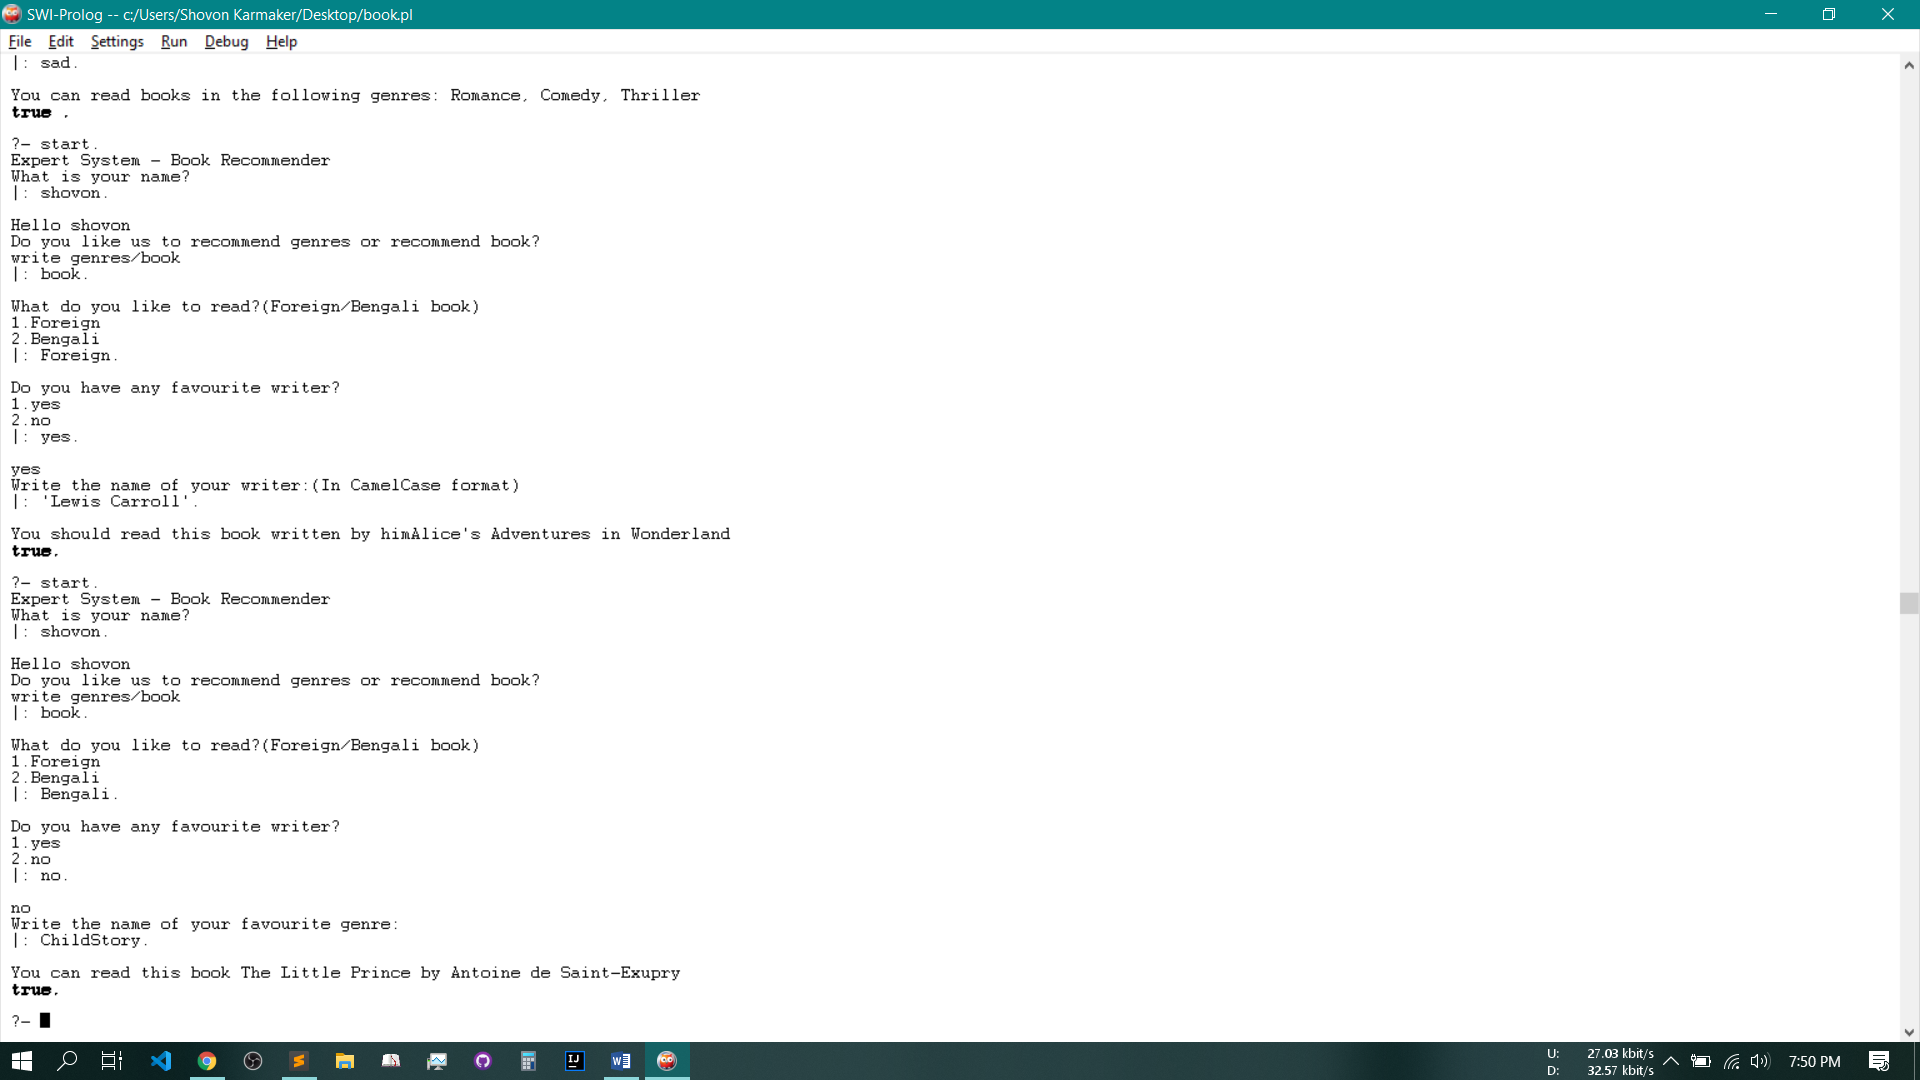 SWI-Prolog -- c:/Users/Shovon Karmaker/Desktop/book.pl
File Edit Settings Run Debug Help
|: sad.
You can read books in the following genres: Romance, Comedy, Thriller
true .
?- start.
Expert System - Book Recommender
What is your name?
|: shovon.
Hello shovon
Do you like us to recommend genres or recommend book?
write genres/book
|: book.
What do you like to read?(Foreign/Bengali book)
1.Foreign
2.Bengali
|: Foreign.
Do you have any favourite writer?
1.yes
2.no
|: yes.
yes
Write the name of your writer:(In CamelCase format)
|: 'Lewis Carroll'.
You should read this book written by himAlice's Adventures in Wonderland
true.
?- start.
Expert System - Book Recommender
What is your name?
|: shovon.
Hello shovon
Do you like us to recommend genres or recommend book?
write genres/book
|: book.
What do you like to read?(Foreign/Bengali book)
1.Foreign
2.Bengali
|: Bengali.
Do you have any favourite writer?
1.yes
2.no
|: no.
no
Write the name of your favourite genre:
|: ChildStory.
You can read this book The Little Prince by Antoine de Saint-Exupry
true.
?-
U: 27.03 kbit/s
D: 32.57 kbit/s
7:50 PM